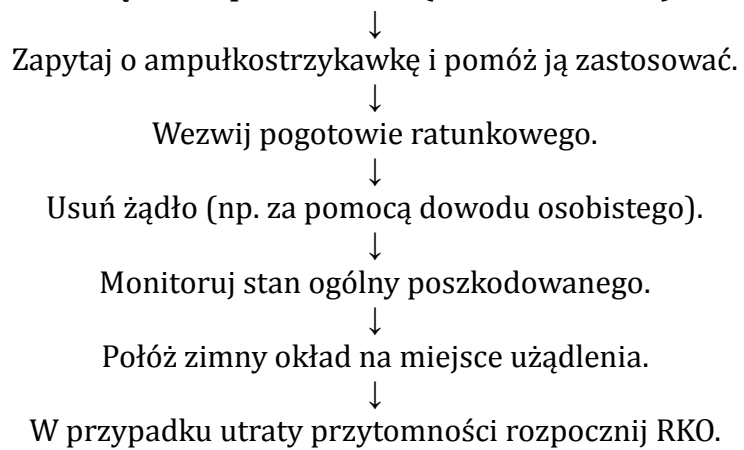 ↓
Zapytaj o ampułkostrzykawkę i pomóż ją zastosować.
↓
Wezwij pogotowie ratunkowego.
↓
Usuń żądło (np. za pomocą dowodu osobistego).
↓
Monitoruj stan ogólny poszkodowanego.
↓
Połóż zimny okład na miejsce użądlenia.
↓
W przypadku utraty przytomności rozpocznij RKO.